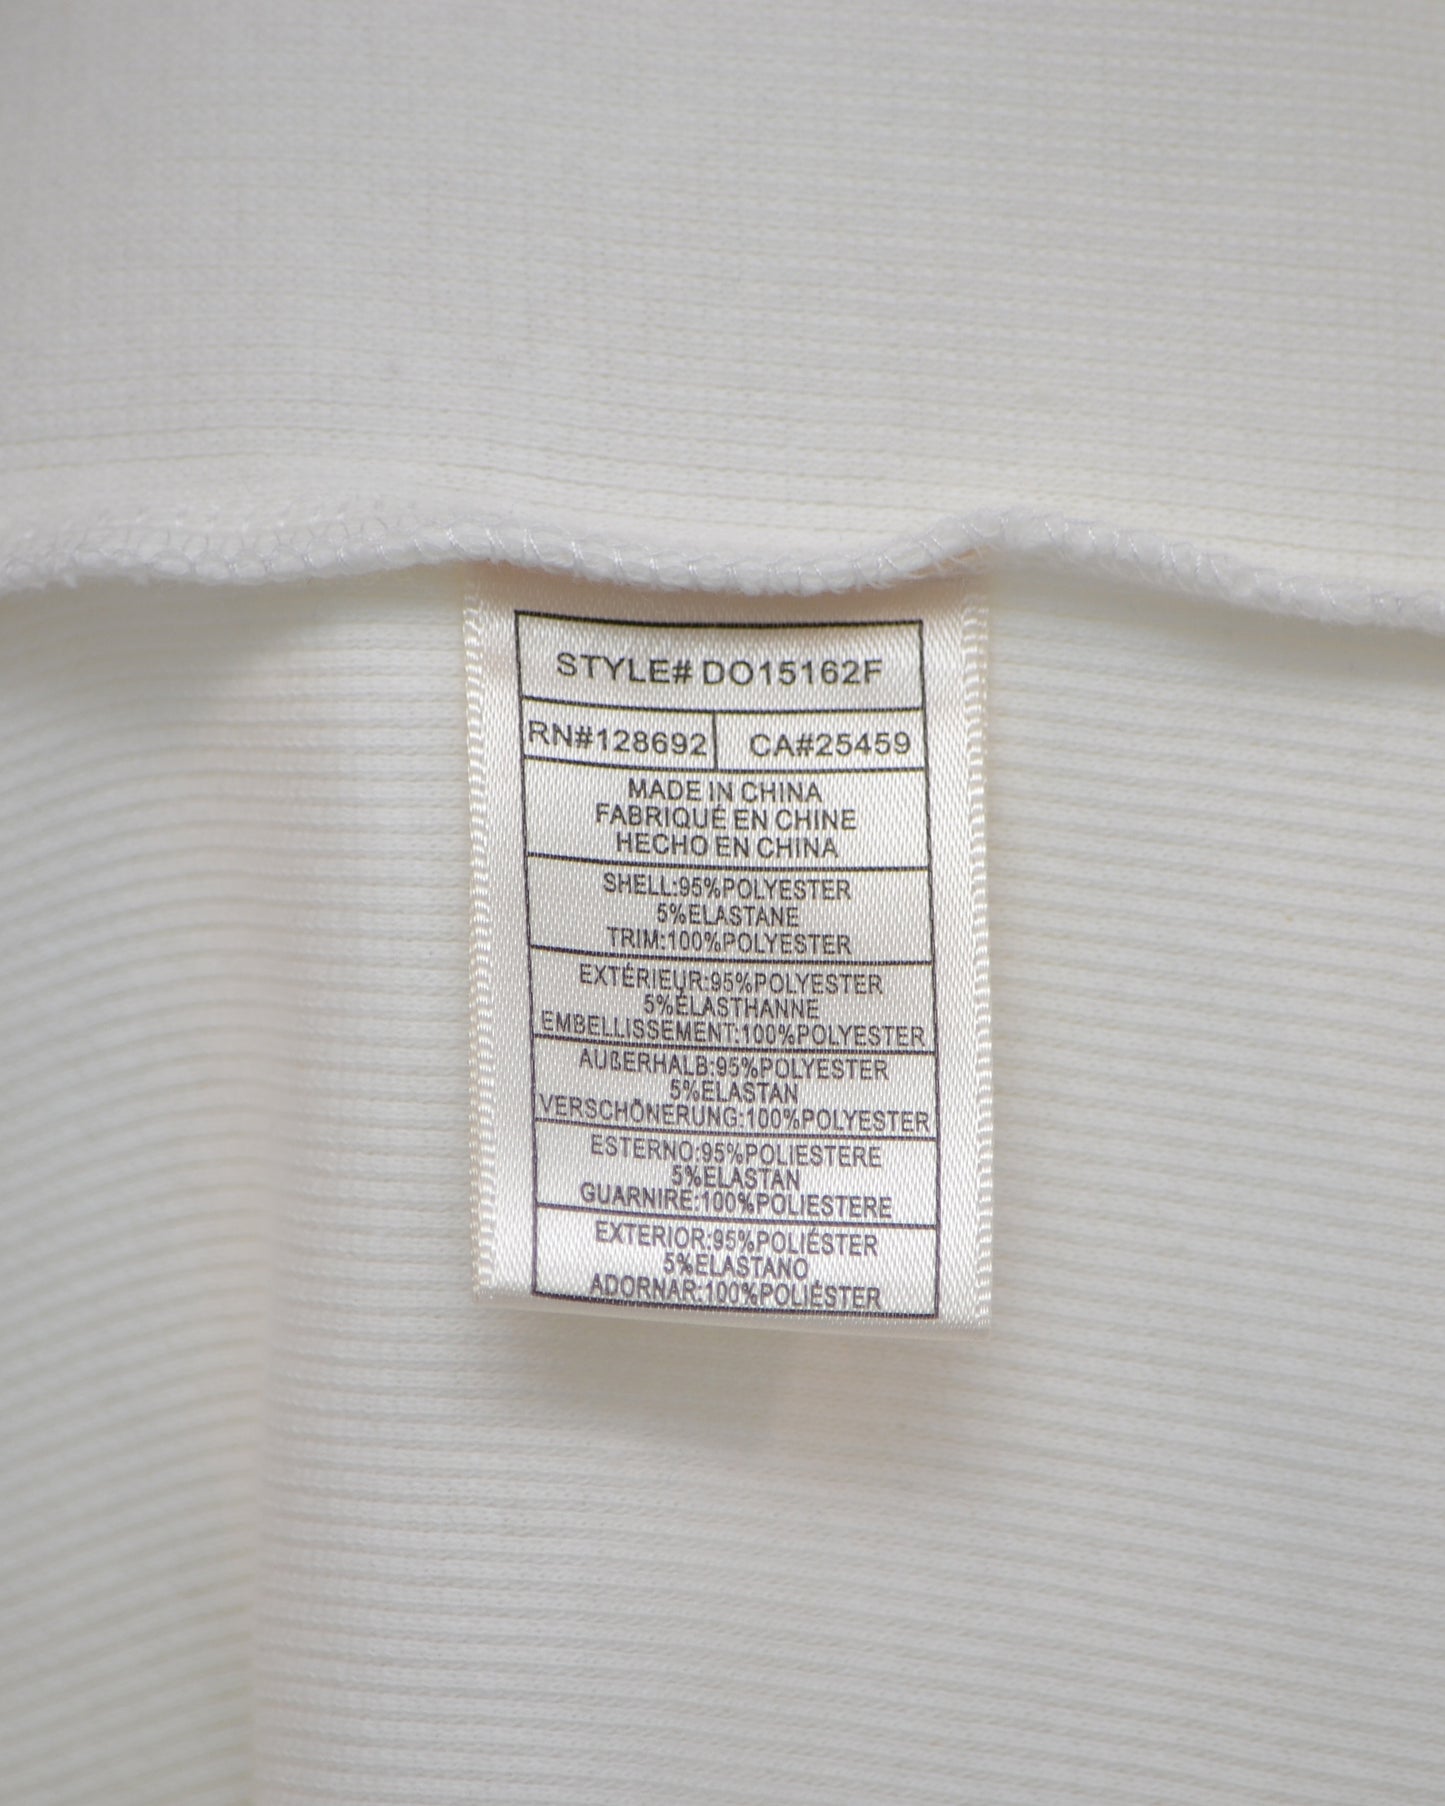 STYLE# DO15162F
RN#128692 CA#25459
MADE IN CHINA
FABRIQUÉ EN CHINE
HECHO EN CHINA
SHELL:95%POLYESTER
5%ELASTANE
TRIM:100%POLYESTER
EXTÉRIEUR:95%POLYESTER
5%ÉLASTHANNE
EMBELLISSEMENT:100%POLYESTER
AUßERHALB:95%POLYESTER
5%ELASTAN
VERSCHÖNERUNG:100%POLYESTER
ESTERNO:95%POLIESTERE
5%ELASTAN
GUARNIRE:100%POLIESTERE
EXTERIOR:95%POLIÉSTER
5%ELASTANO
ADORNAR:100%POLIÉSTER